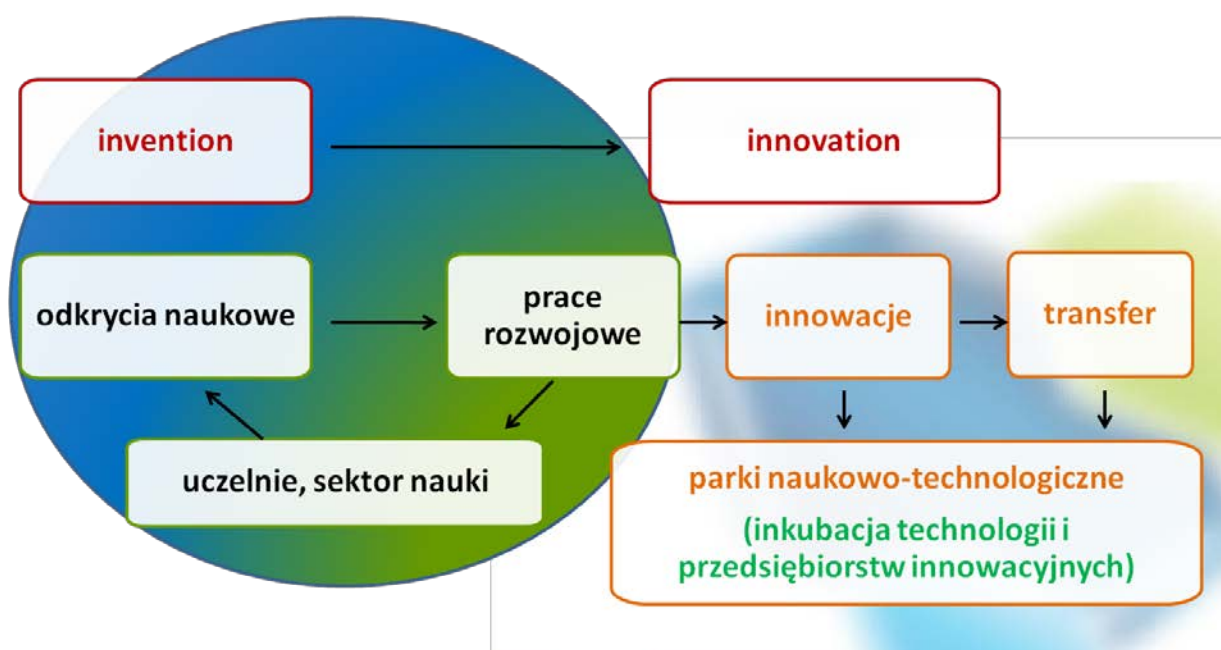 invention
innovation
odkrycia naukowe
prace
rozwojowe
innowacje
transfer
uczelnie, sektor nauki
parki naukowo-technologiczne
(inkubacja technologii i
przedsiębiorstw innowacyjnych)